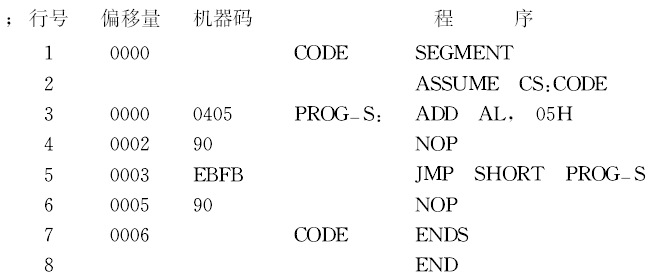 ；行号 偏移量 机器码 程 序
1 0000 CODE SEGMENT
2 ASSUME CS:CODE
3 0000 0405 PROG_S: ADD AL, 05H
4 0002 90 NOP
5 0003 EBFB JMP SHORT PROG_S
6 0005 90 NOP
7 0006 CODE ENDS
8 END